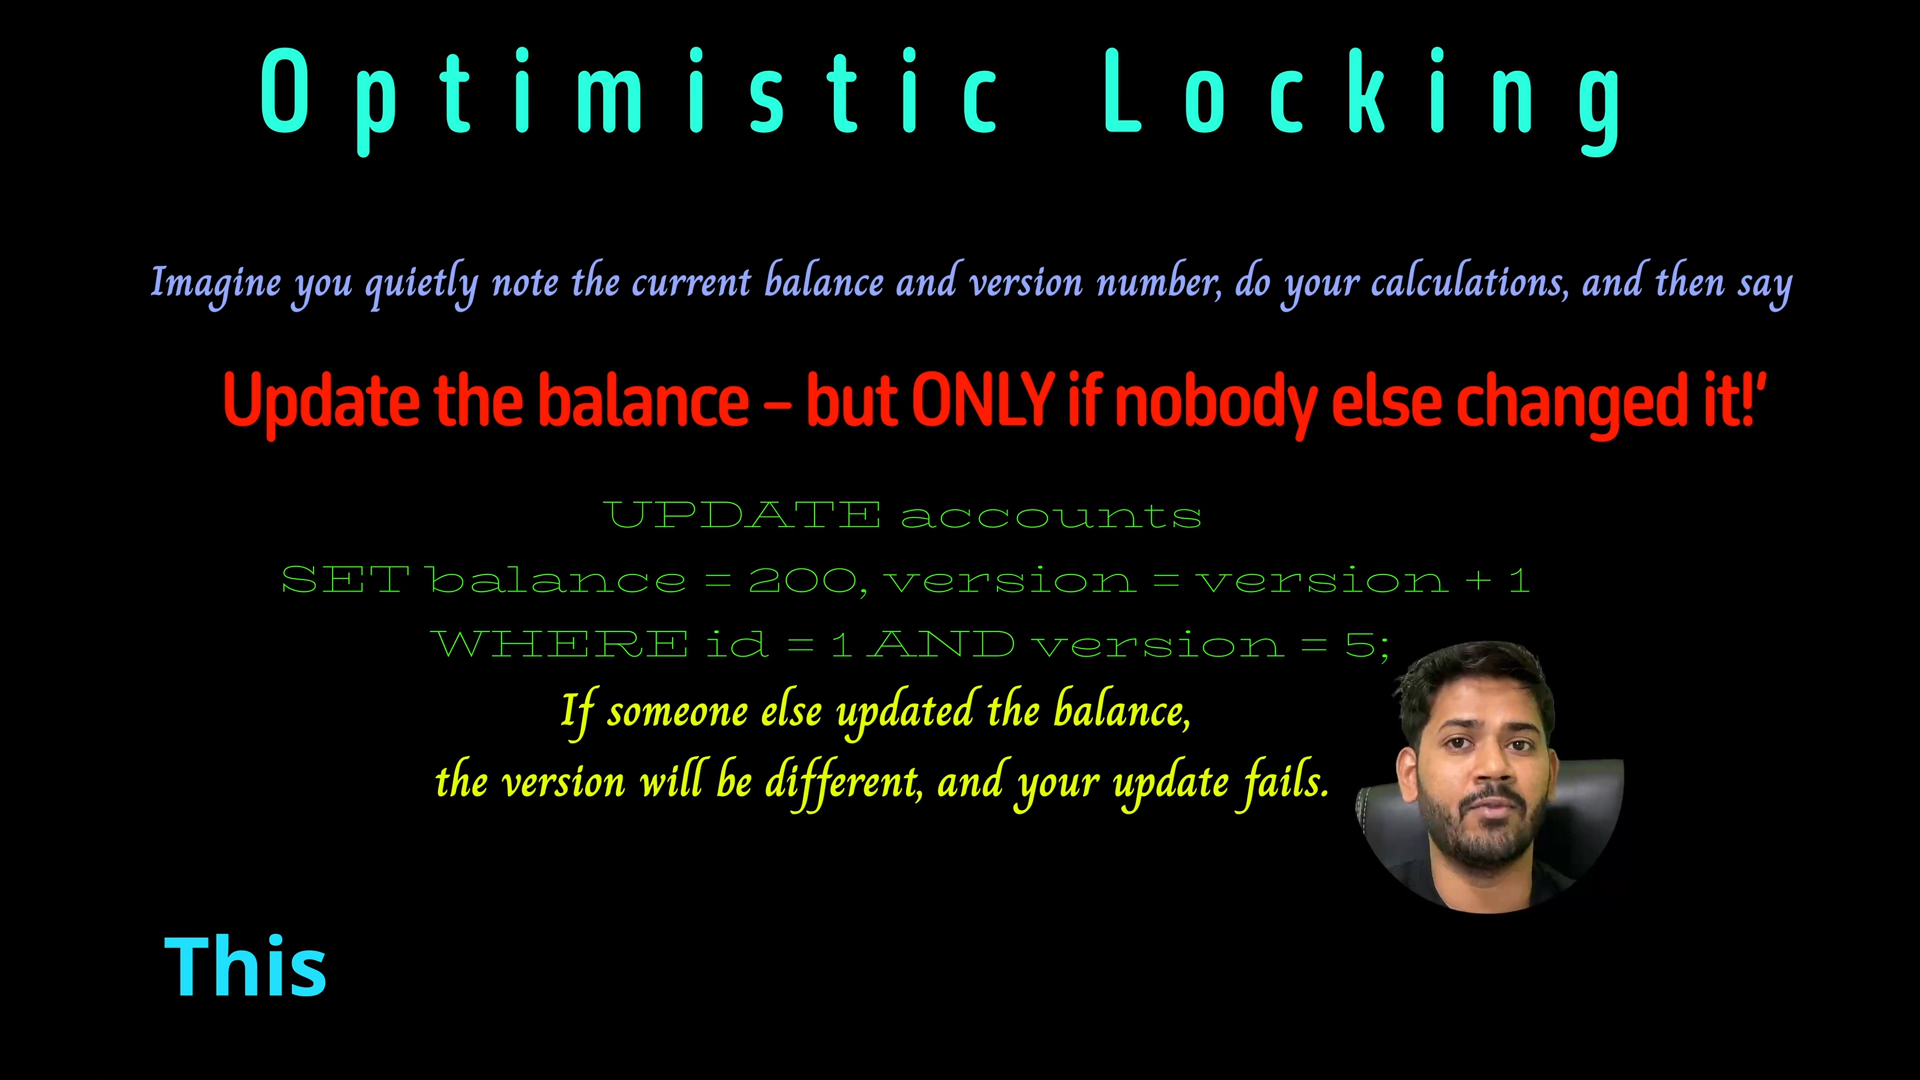 Optimistic Locking
Imagine you quietly note the current balance and version number, do your calculations, and then say
Update the balance – but ONLY if nobody else changed it!’
UPDATE accounts
SET balance = 200, version = version + 1
WHERE id = 1 AND version = 5;
If someone else updated the balance,
the version will be different, and your update fails.
This